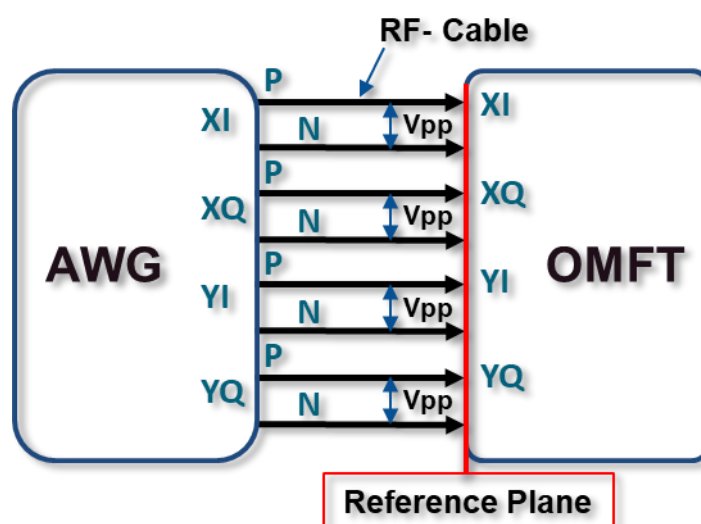 RF- Cable
P
XI
N
Vpp
XI
P
XQ
N
Vpp
XQ
AWG
OMFT
P
YI
N
Vpp
YI
P
YQ
N
Vpp
YQ
Reference Plane